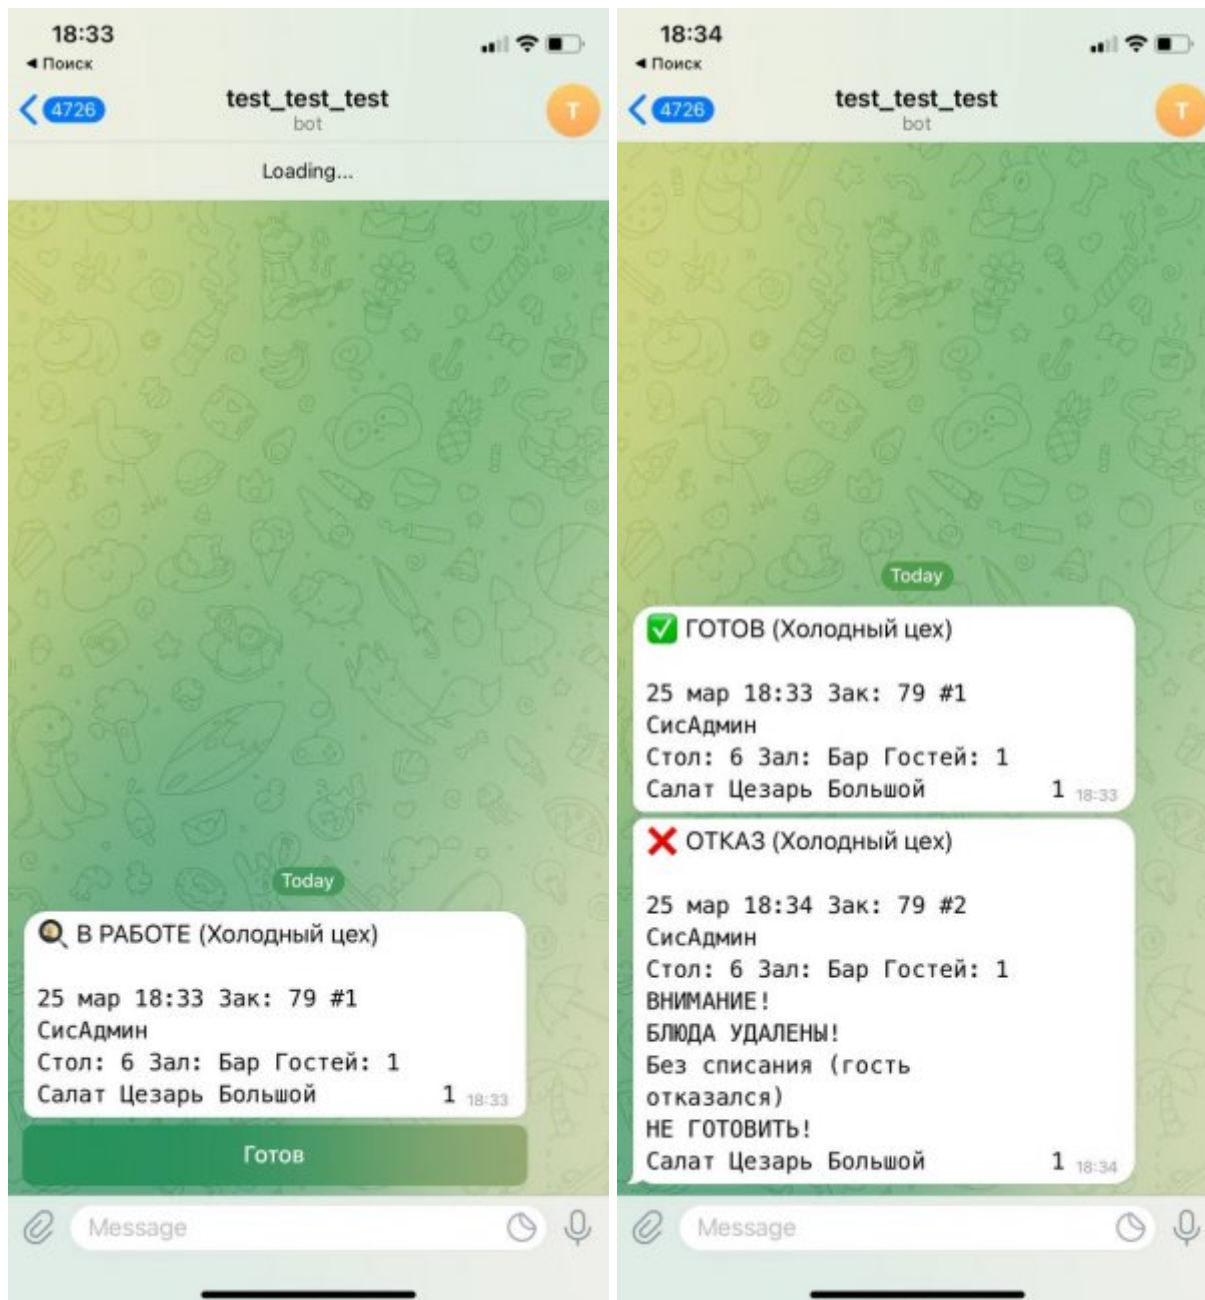 18:33
◄ Поиск
4726
test_test_test
bot
T
Loading...
Today
В РАБОТЕ (Холодный цех)
25 мар 18:33 Зак: 79 #1
СисАдмин
Стол: 6 Зал: Бар Гостей: 1
Салат Цезарь Большой 1 18:33
Готов
Message
18:34
◄ Поиск
4726
test_test_test
bot
T
Today
✅ ГОТОВ (Холодный цех)
25 мар 18:33 Зак: 79 #1
СисАдмин
Стол: 6 Зал: Бар Гостей: 1
Салат Цезарь Большой 1 18:33
❌ ОТКАЗ (Холодный цех)
25 мар 18:34 Зак: 79 #2
СисАдмин
Стол: 6 Зал: Бар Гостей: 1
ВНИМАНИЕ!
БЛЮДА УДАЛЕНЫ!
Без списания (гость
отказался)
НЕ ГОТОВИТЬ!
Салат Цезарь Большой 1 18:34
Message